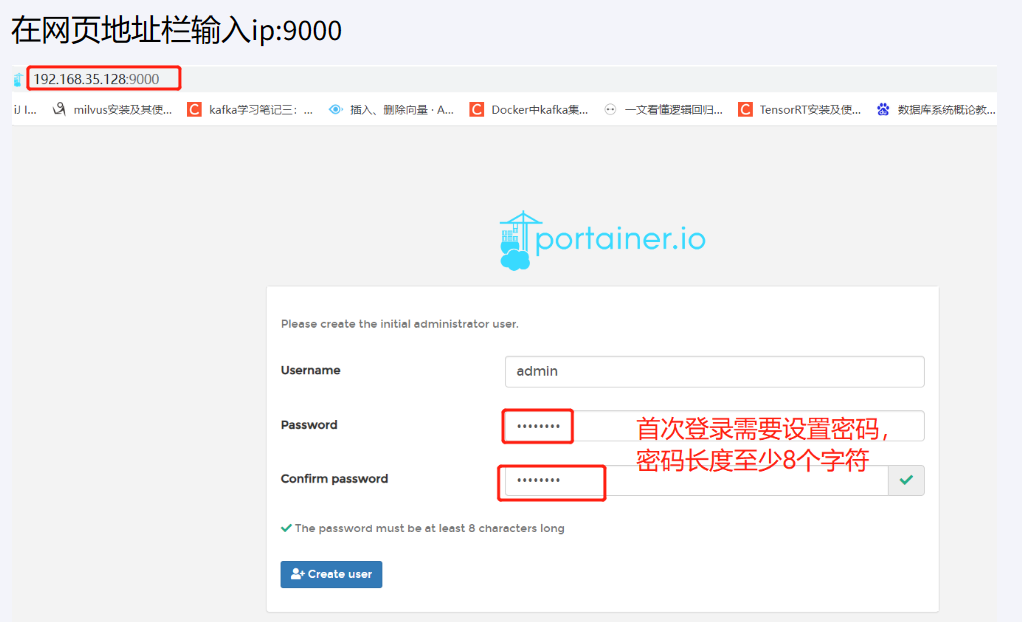 在网页地址栏输入ip:9000
192.168.35.128:9000
milvus安装及其使... kafka学习笔记三：... 插入、删除向量 · A... Docker中kafka集... 一文看懂逻辑回归... TensorRT安装及使... 数据库系统概论教...
portainer.io
Please create the initial administrator user.
Username admin
Password ••••••••
首次登录需要设置密码，
密码长度至少8个字符
Confirm password ••••••••
The password must be at least 8 characters long
Create user